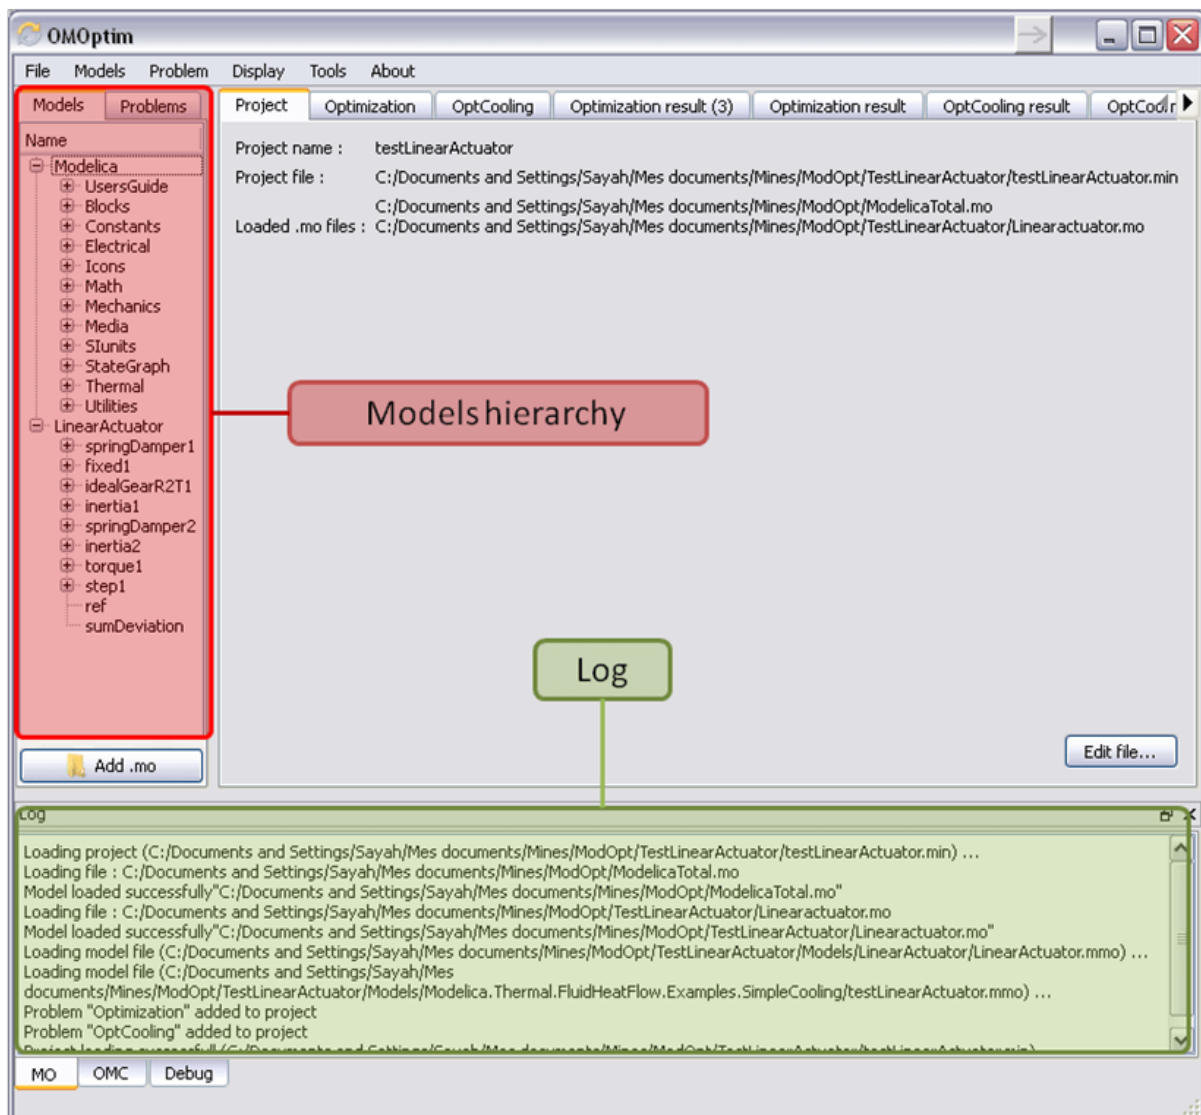 OMOptim
File Models Problem Display Tools About
Models Problems
Project Optimization OptCooling Optimization result (3) Optimization result OptCooling result
Name
Modelica
UsersGuide
Blocks
Constants
Electrical
Icons
Math
Mechanics
Media
SIunits
StateGraph
Thermal
Utilities
LinearActuator
springDamper1
fixed1
idealGearR2T1
inertia1
springDamper2
inertia2
torque1
step1
ref
sumDeviation
Add .mo
Project name : testLinearActuator
Project file : C:/Documents and Settings/Sayah/Mes documents/Mines/ModOpt/TestLinearActuator/testLinearActuator.min
C:/Documents and Settings/Sayah/Mes documents/Mines/ModOpt/ModelicaTotal.mo
Loaded .mo files : C:/Documents and Settings/Sayah/Mes documents/Mines/ModOpt/TestLinearActuator/Linearactuator.mo
Models hierarchy
Log
Edit file...
Log
Loading project (C:/Documents and Settings/Sayah/Mes documents/Mines/ModOpt/TestLinearActuator/testLinearActuator.min) ...
Loading file : C:/Documents and Settings/Sayah/Mes documents/Mines/ModOpt/ModelicaTotal.mo
Model loaded successfully"C:/Documents and Settings/Sayah/Mes documents/Mines/ModOpt/ModelicaTotal.mo"
Loading file : C:/Documents and Settings/Sayah/Mes documents/Mines/ModOpt/TestLinearActuator/Linearactuator.mo
Model loaded successfully"C:/Documents and Settings/Sayah/Mes documents/Mines/ModOpt/TestLinearActuator/Linearactuator.mo"
Loading model file (C:/Documents and Settings/Sayah/Mes documents/Mines/ModOpt/TestLinearActuator/Models/LinearActuator/LinearActuator.mmo) ...
Loading model file (C:/Documents and Settings/Sayah/Mes
documents/Mines/ModOpt/TestLinearActuator/Models/Modelica.Thermal.FluidHeatFlow.Examples.SimpleCooling/testLinearActuator.mmo) ...
Problem "Optimization" added to project
Problem "OptCooling" added to project
MO OMC Debug